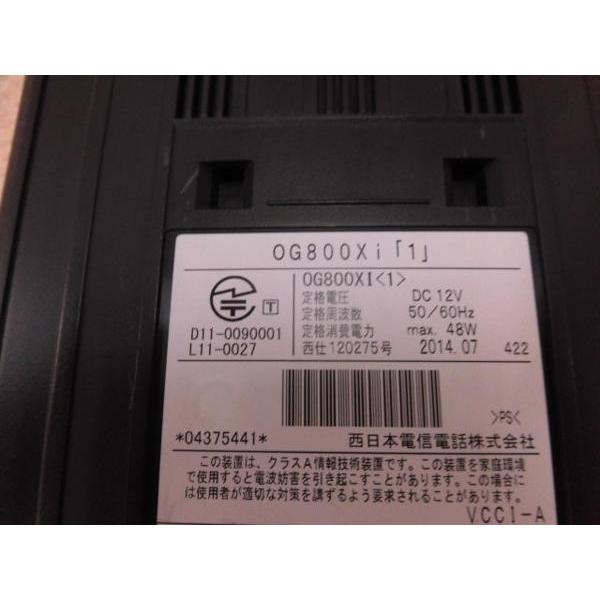 OG800Xi「1」
OG800XI<1>
定格電圧 DC 12V
定格周波数 50/60Hz
定格消費電力 max. 48W
西仕120275号 2014.07 422
T
D11-0090001
L11-0027
>PS<
*04375441*
西日本電信電話株式会社
この装置は、クラスA情報技術装置です。この装置を家庭環境
で使用すると電波妨害を引き起こすことがあります。この場合に
は使用者が適切な対策を講ずるよう要求されることがあります。
VCCI-A